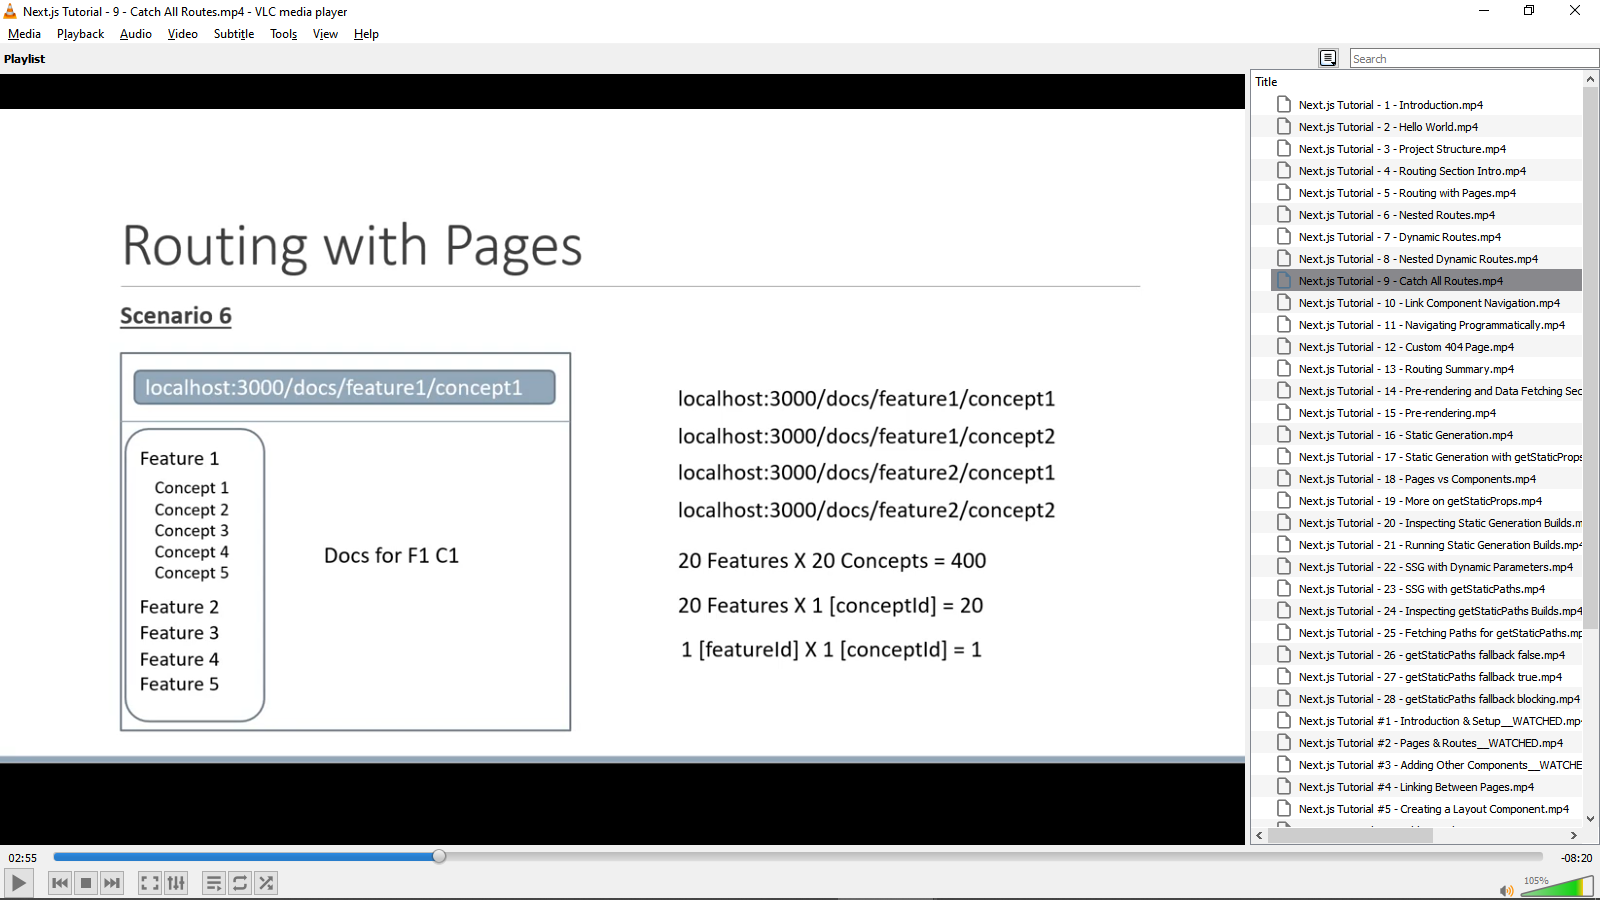 Next.js Tutorial - 9 - Catch All Routes.mp4 - VLC media player
Media Playback Audio Video Subtitle Tools View Help
Playlist
Search
Routing with Pages
Scenario 6
localhost:3000/docs/feature1/concept1
Feature 1
Concept 1
Concept 2
Concept 3
Concept 4
Concept 5
Feature 2
Feature 3
Feature 4
Feature 5
Docs for F1 C1
localhost:3000/docs/feature1/concept1
localhost:3000/docs/feature1/concept2
localhost:3000/docs/feature2/concept1
localhost:3000/docs/feature2/concept2
20 Features X 20 Concepts = 400
20 Features X 1 [conceptId] = 20
1 [featureId] X 1 [conceptId] = 1
Title
Next.js Tutorial - 1 - Introduction.mp4
Next.js Tutorial - 2 - Hello World.mp4
Next.js Tutorial - 3 - Project Structure.mp4
Next.js Tutorial - 4 - Routing Section Intro.mp4
Next.js Tutorial - 5 - Routing with Pages.mp4
Next.js Tutorial - 6 - Nested Routes.mp4
Next.js Tutorial - 7 - Dynamic Routes.mp4
Next.js Tutorial - 8 - Nested Dynamic Routes.mp4
Next.js Tutorial - 9 - Catch All Routes.mp4
Next.js Tutorial - 10 - Link Component Navigation.mp4
Next.js Tutorial - 11 - Navigating Programmatically.mp4
Next.js Tutorial - 12 - Custom 404 Page.mp4
Next.js Tutorial - 13 - Routing Summary.mp4
Next.js Tutorial - 14 - Pre-rendering and Data Fetching Sec
Next.js Tutorial - 15 - Pre-rendering.mp4
Next.js Tutorial - 16 - Static Generation.mp4
Next.js Tutorial - 17 - Static Generation with getStaticProps
Next.js Tutorial - 18 - Pages vs Components.mp4
Next.js Tutorial - 19 - More on getStaticProps.mp4
Next.js Tutorial - 20 - Inspecting Static Generation Builds.m
Next.js Tutorial - 21 - Running Static Generation Builds.mp4
Next.js Tutorial - 22 - SSG with Dynamic Parameters.mp4
Next.js Tutorial - 23 - SSG with getStaticPaths.mp4
Next.js Tutorial - 24 - Inspecting getStaticPaths Builds.mp4
Next.js Tutorial - 25 - Fetching Paths for getStaticPaths.mp
Next.js Tutorial - 26 - getStaticPaths fallback false.mp4
Next.js Tutorial - 27 - getStaticPaths fallback true.mp4
Next.js Tutorial - 28 - getStaticPaths fallback blocking.mp4
Next.js Tutorial #1 - Introduction & Setup__WATCHED.mp
Next.js Tutorial #2 - Pages & Routes__WATCHED.mp4
Next.js Tutorial #3 - Adding Other Components__WATCHE
Next.js Tutorial #4 - Linking Between Pages.mp4
Next.js Tutorial #5 - Creating a Layout Component.mp4
02:55
-08:20
105%